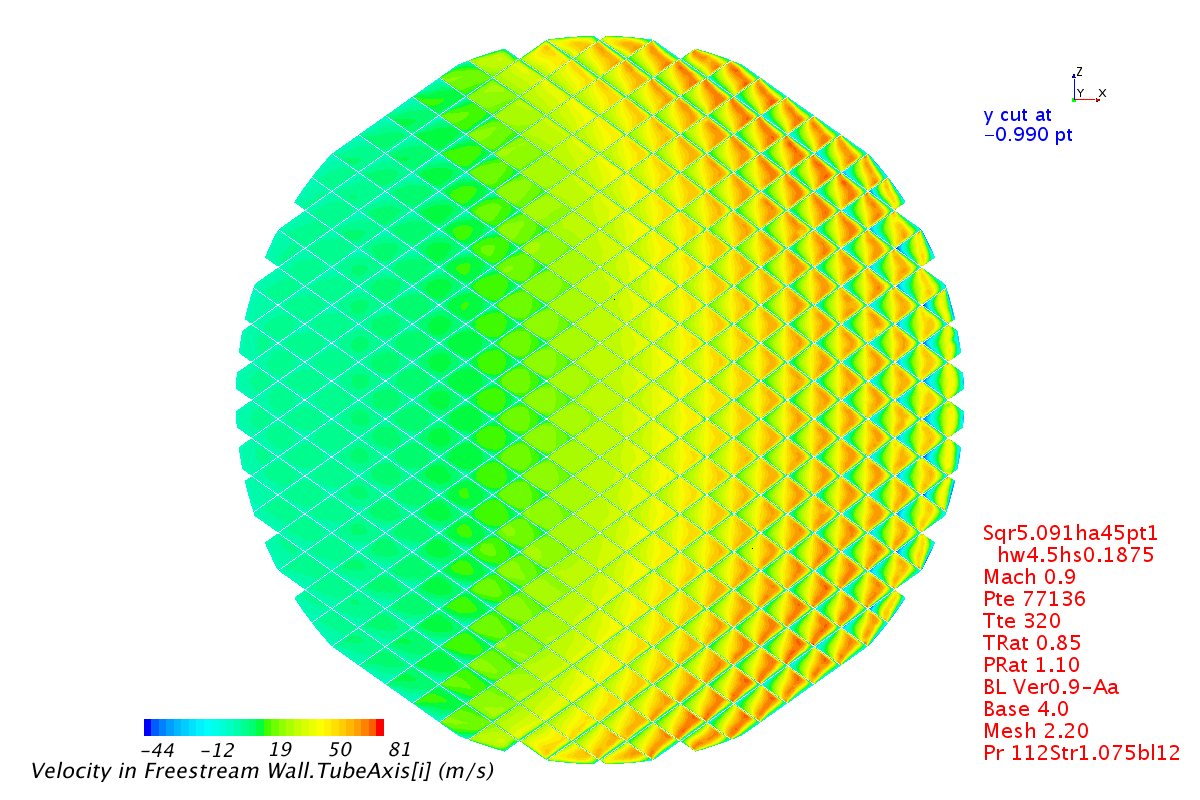 Z
Y X
y cut at
−0.990 pt
Sqr5.091ha45pt1
hw4.5hs0.1875
Mach 0.9
Pte 77136
Tte 320
TRat 0.85
PRat 1.10
BL Ver0.9−Aa
Base 4.0
Mesh 2.20
Pr 112Str1.075bl12
−44 −12 19 50 81
Velocity in Freestream Wall.TubeAxis[i] (m/s)